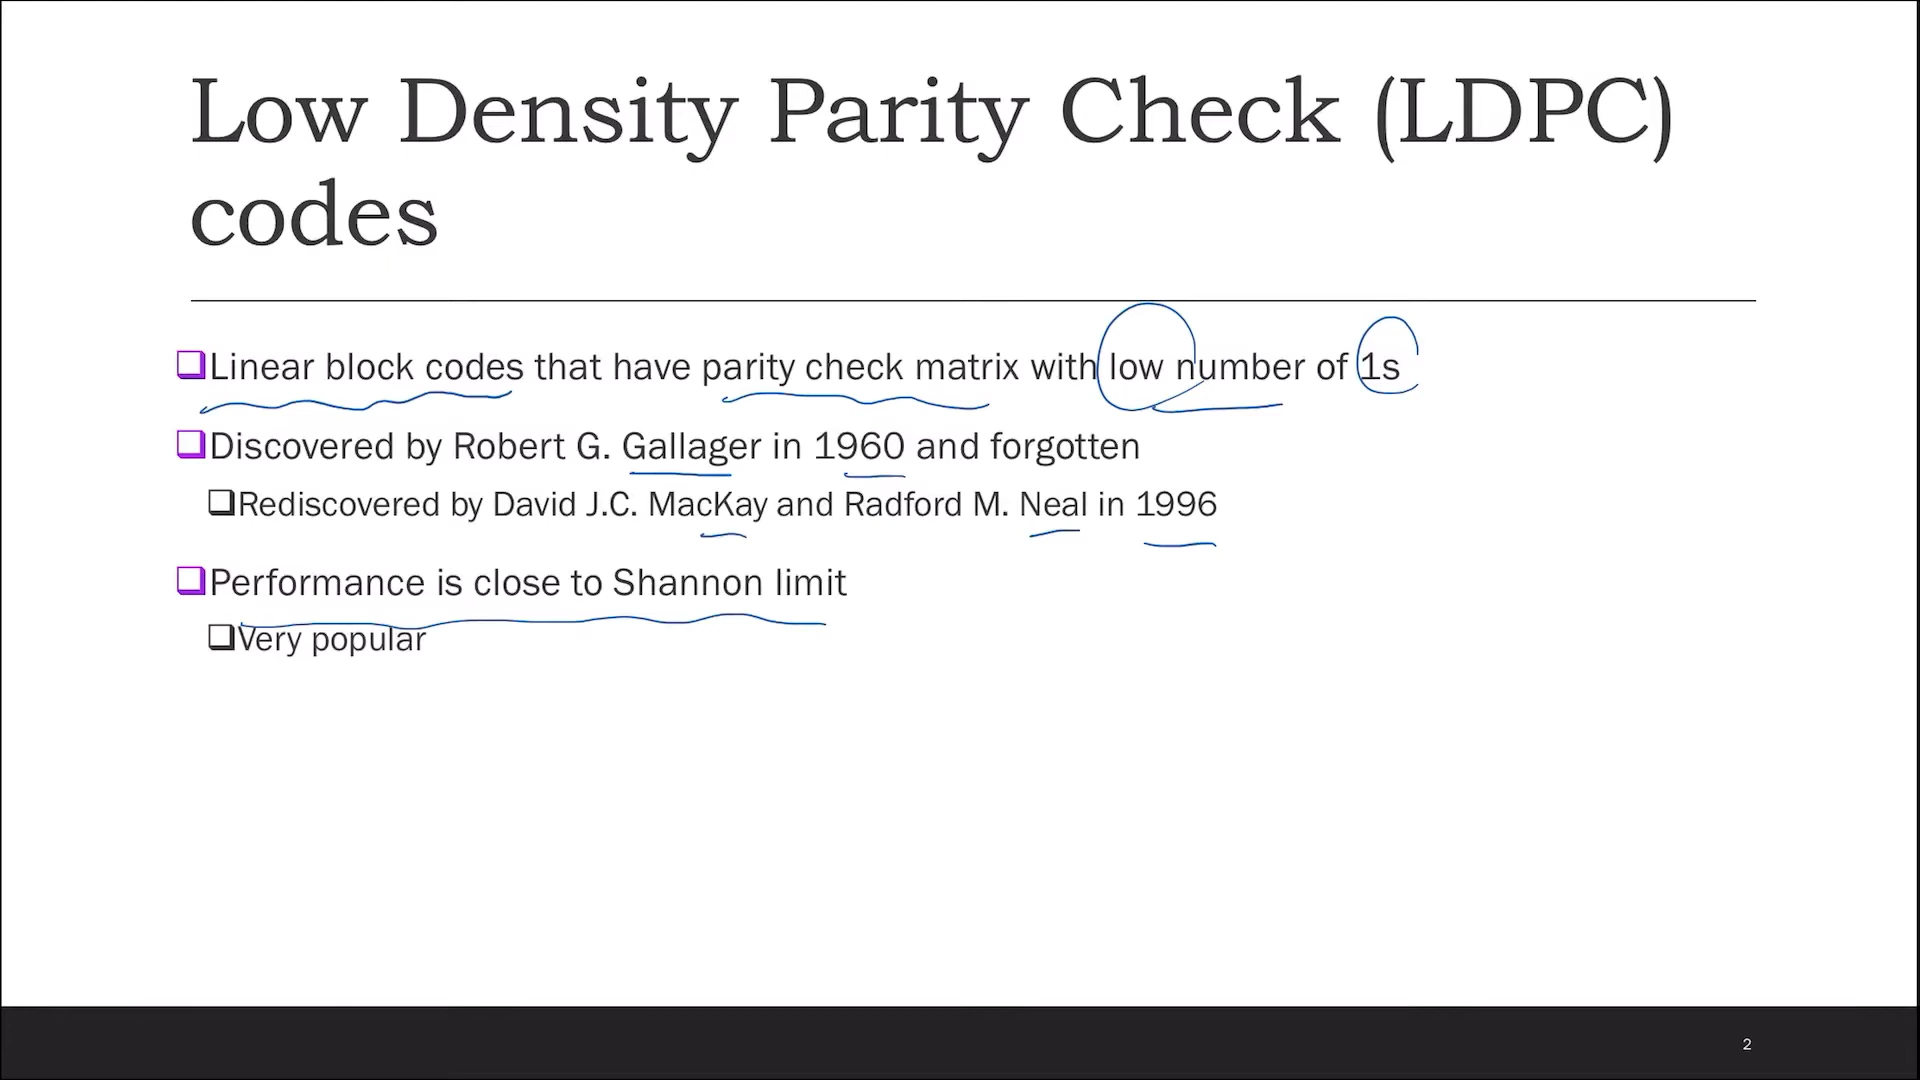 Low Density Parity Check (LDPC)
codes
Linear block codes that have parity check matrix with low number of 1s
Discovered by Robert G. Gallager in 1960 and forgotten
Rediscovered by David J.C. MacKay and Radford M. Neal in 1996
Performance is close to Shannon limit
Very popular
2